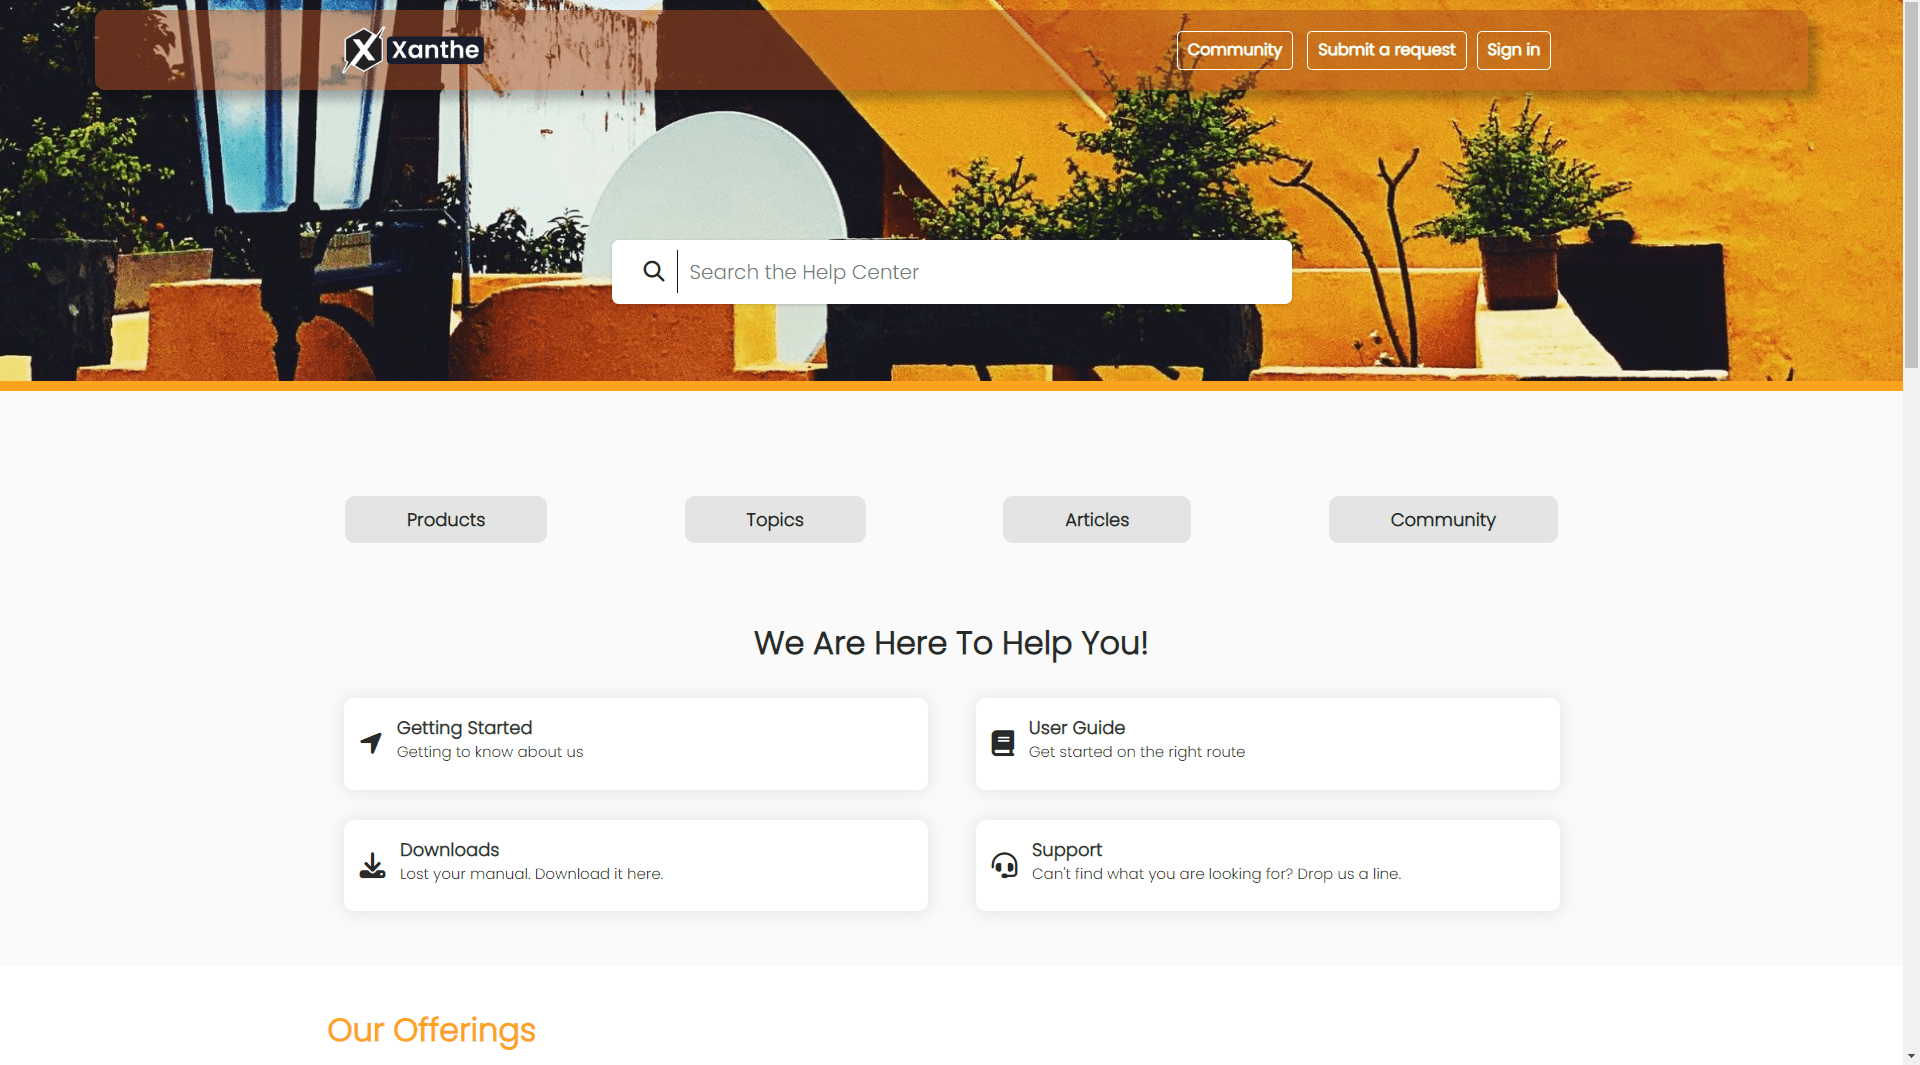 Xanthe
Community
Submit a request
Sign in
Search the Help Center
Products
Topics
Articles
Community
We Are Here To Help You!
Getting Started
Getting to know about us
User Guide
Get started on the right route
Downloads
Lost your manual. Download it here.
Support
Can't find what you are looking for? Drop us a line.
Our Offerings